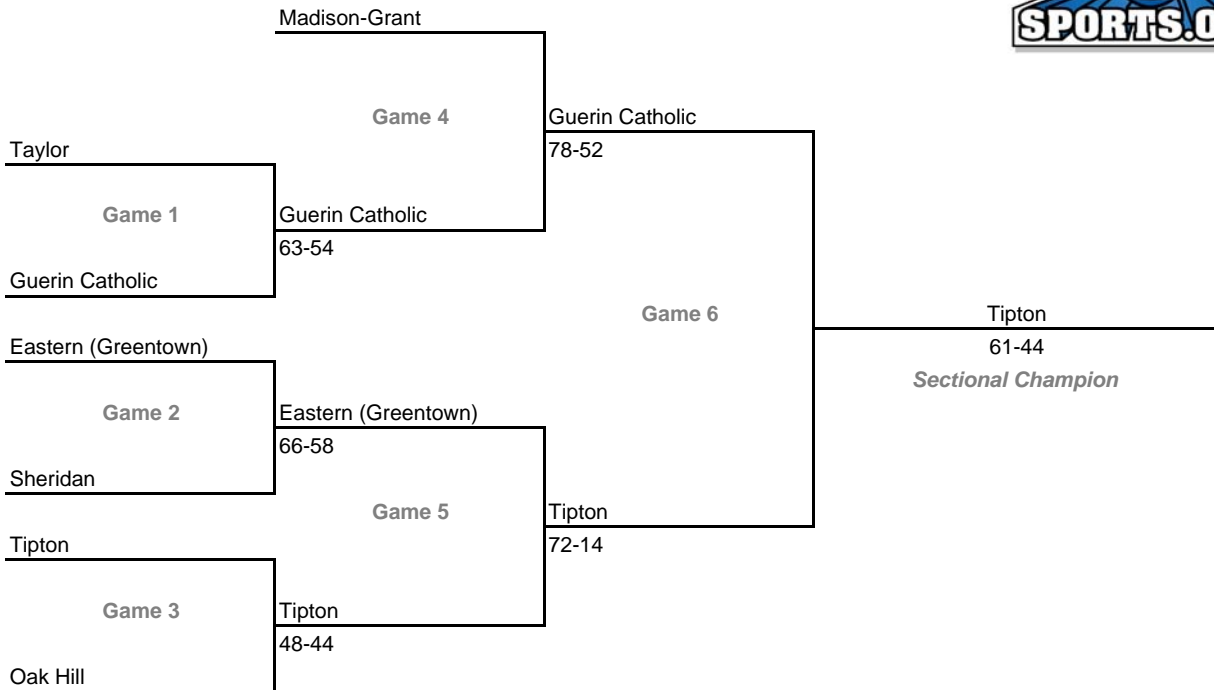 Madison-Grant
SPORTS.O
Game 4
Guerin Catholic
Taylor
78-52
Game 1
Guerin Catholic
63-54
Guerin Catholic
Game 6
Tipton
Eastern (Greentown)
61-44
Sectional Champion
Game 2
Eastern (Greentown)
66-58
Sheridan
Game 5
Tipton
Tipton
72-14
Game 3
Tipton
48-44
Oak Hill